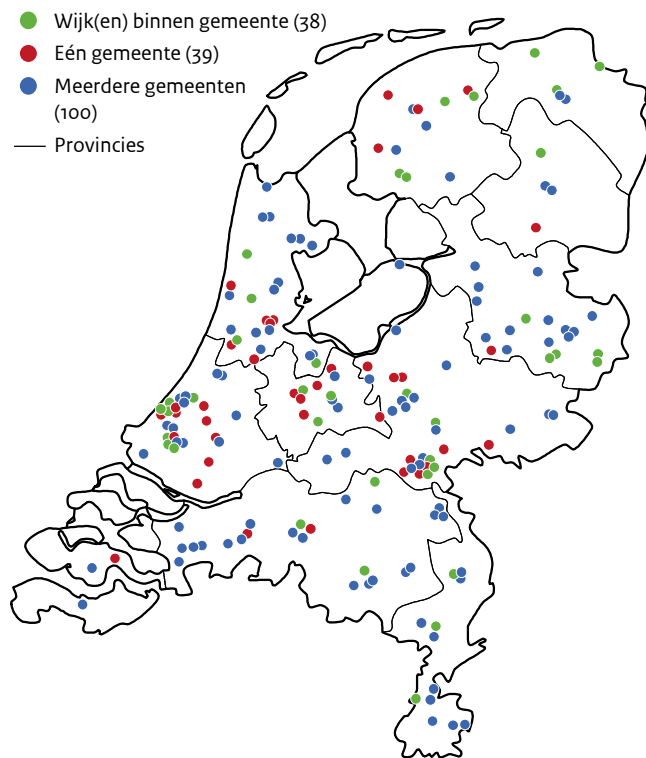 Wijk(en) binnen gemeente (38)
Eén gemeente (39)
Meerdere gemeenten
(100)
Provincies